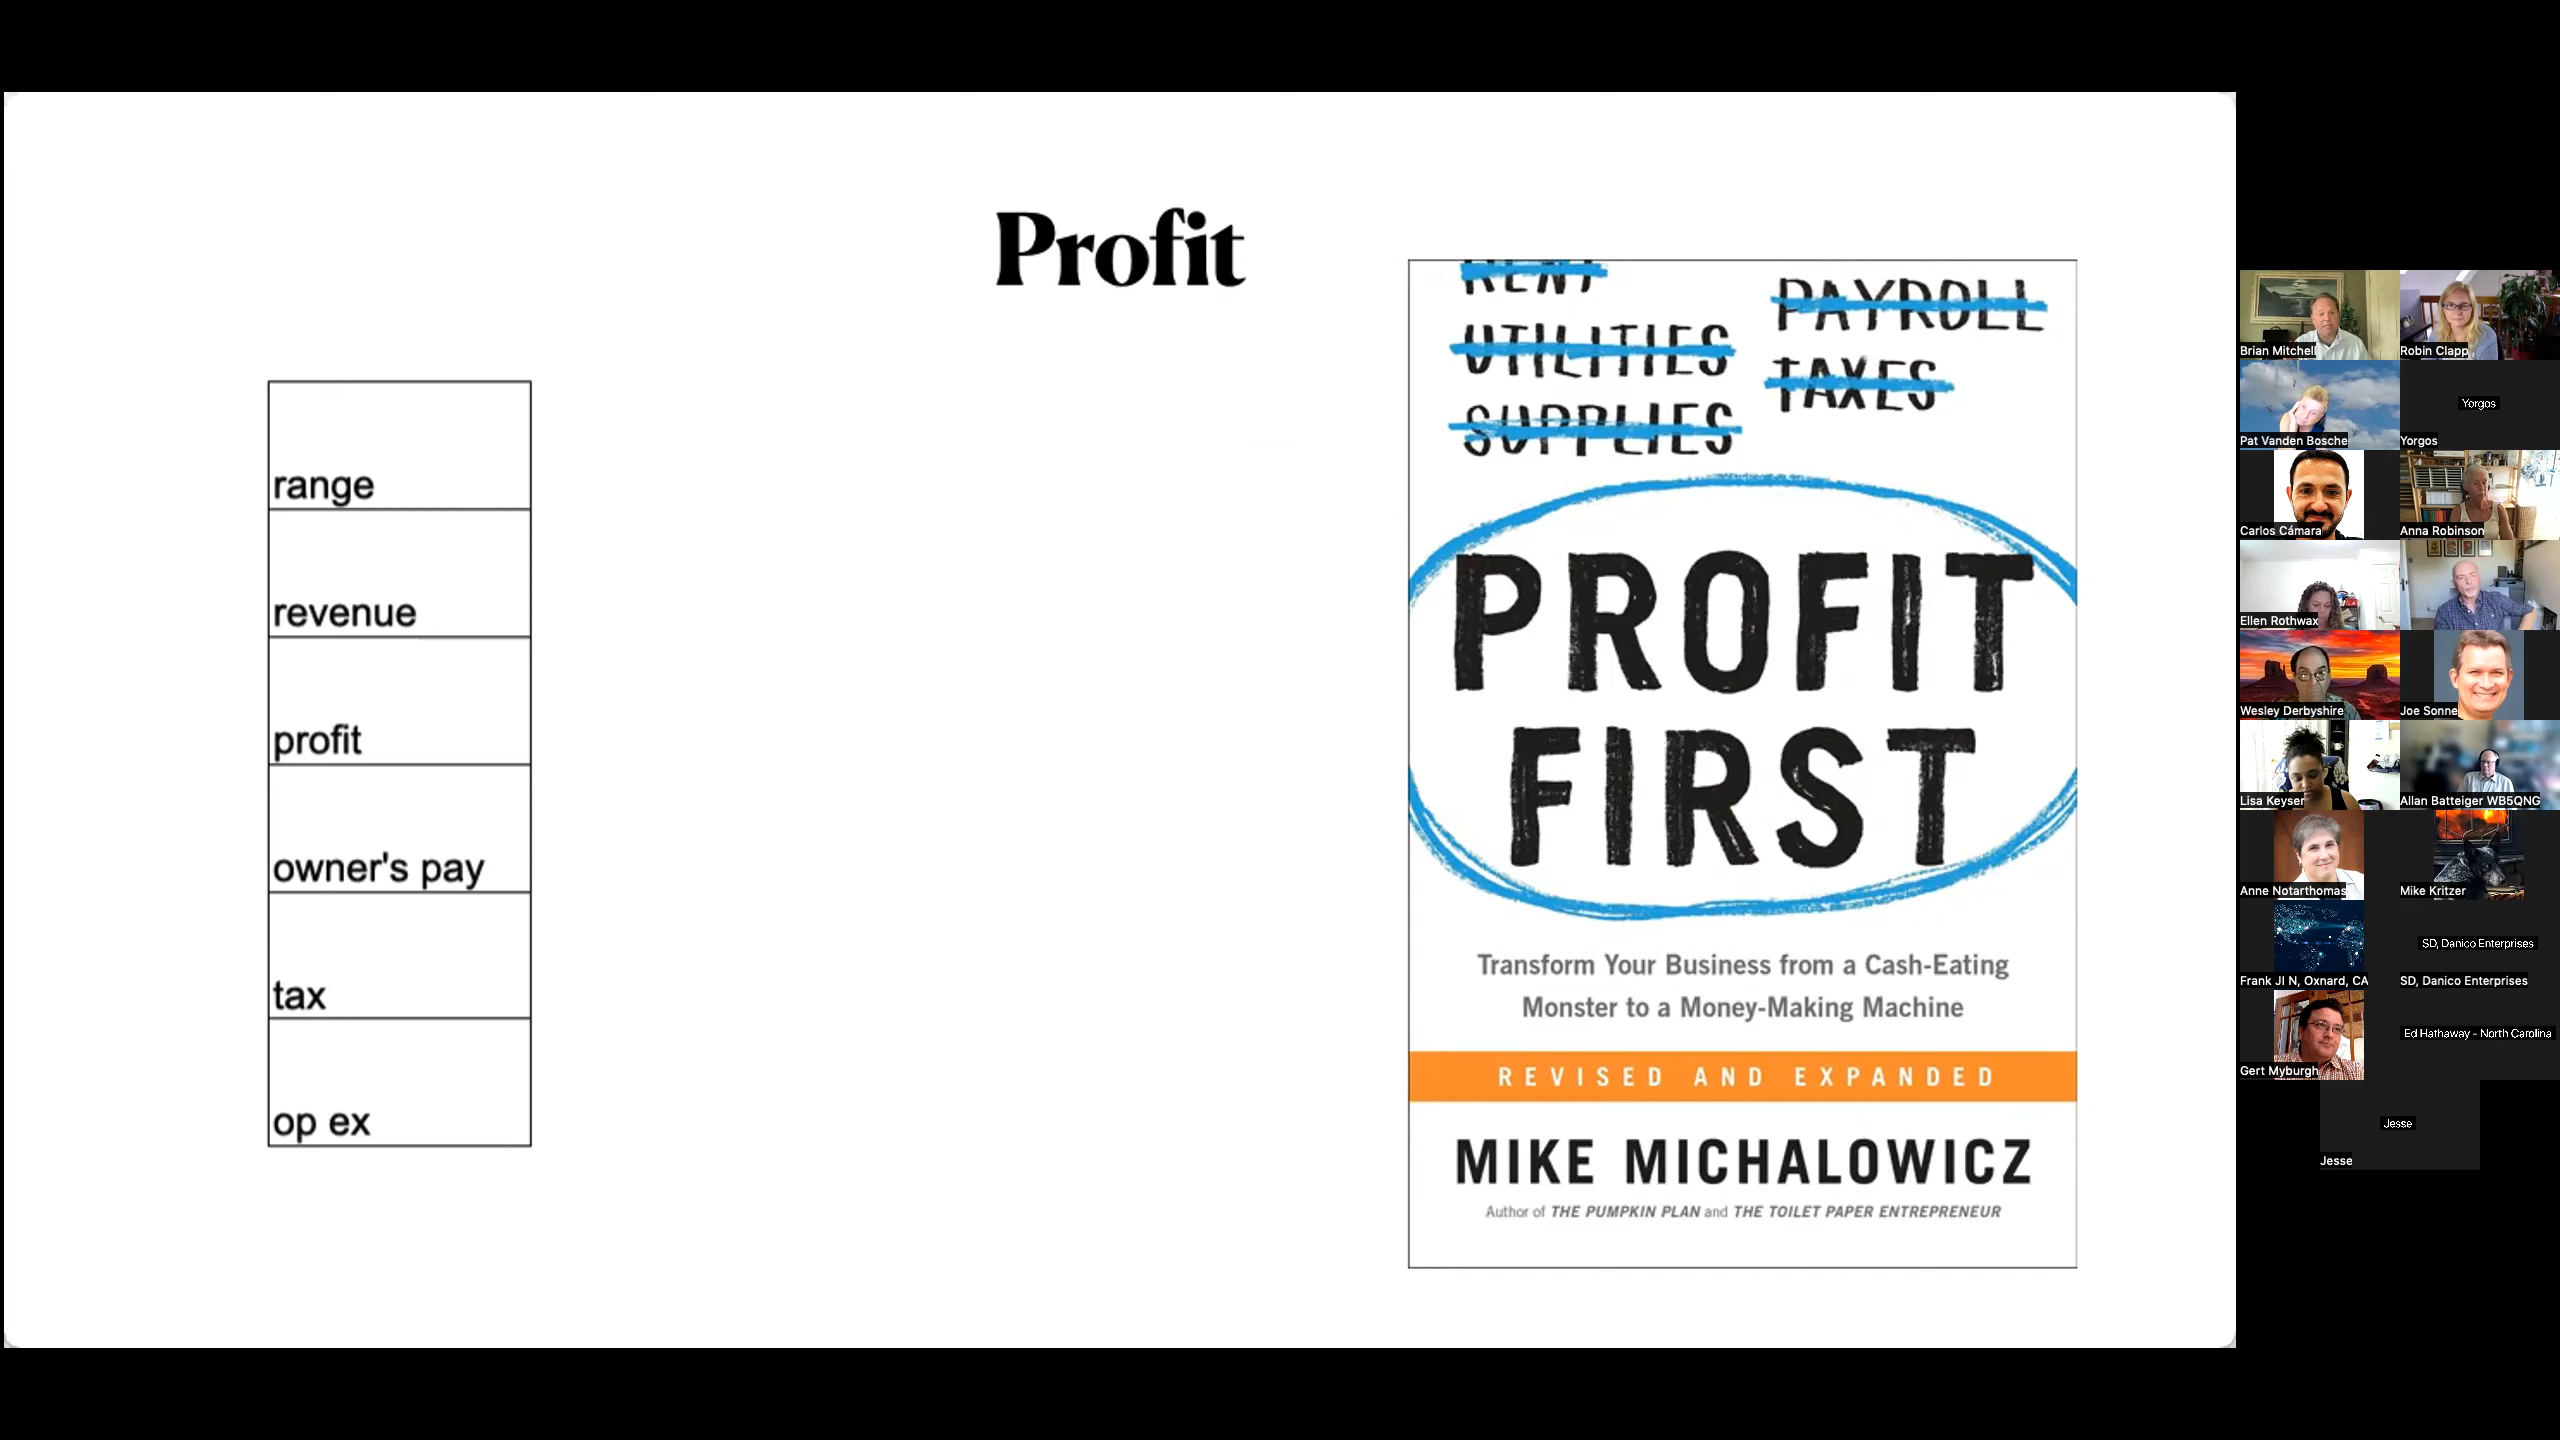 Profit
range
revenue
profit
owner's pay
tax
op ex
RENT
UTILITIES
SUPPLIES
PAYROLL
TAXES
PROFIT
FIRST
Transform Your Business from a Cash-Eating
Monster to a Money-Making Machine
REVISED AND EXPANDED
MIKE MICHALOWICZ
Author of THE PUMPKIN PLAN and THE TOILET PAPER ENTREPRENEUR
Brian Mitchell
Robin Clapp
Pat Vanden Bosche
Yorgos
Yorgos
Carlos Cámara
Anna Robinson
Ellen Rothwax
Wesley Derbyshire
Joe Sonne
Lisa Keyser
Allan Batteiger WB5QNG
Anne Notarthomas
Mike Kritzer
SD, Danico Enterprises
Frank JI N, Oxnard, CA
SD, Danico Enterprises
Ed Hathaway - North Carolina
Gert Myburgh
Jesse
Jesse